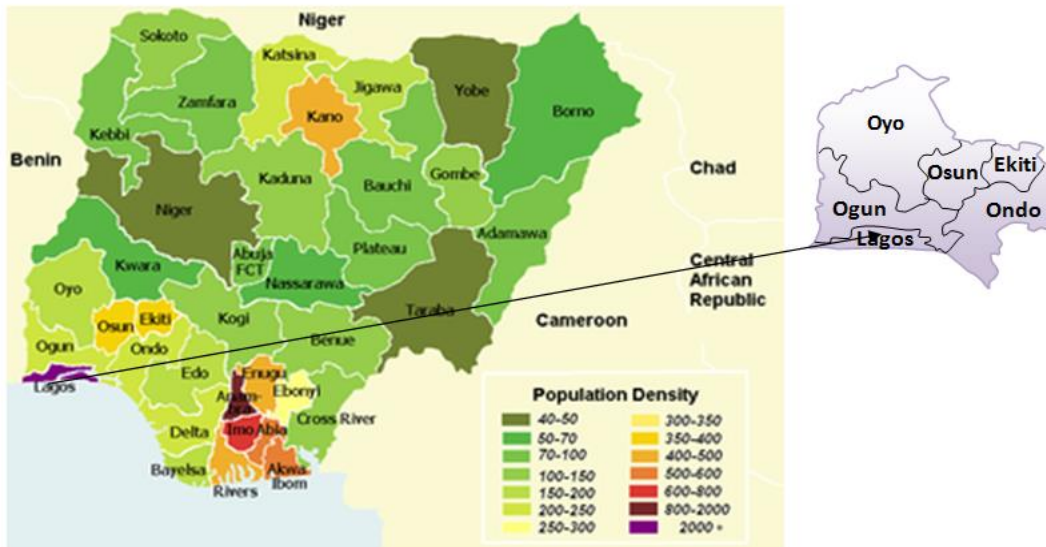 Niger
Sokoto
Katsina
Jigawa
Yobe
Zamfara
Kano
Borno
Kebbi
Benin
Chad
Kaduna
Bauchi
Gombe
Niger
Adamawa
Abuja
FCT
Plateau
Kwara
Nassarawa
Central
African
Republic
Oyo
Taraba
Kogi
Cameroon
Osun
Ekiti
Benue
Ogun
Ondo
Edo
Enugu
Lagos
Ebonyi
Anam-
bra
Cross River
Delta
Imo
Abia
Bayelsa
Akwa
Ibom
Rivers
Population Density
40-50
50-70
70-100
100-150
150-200
200-250
250-300
300-350
350-400
400-500
500-600
600-800
800-2000
2000 +
Oyo
Osun
Ekiti
Ogun
Ondo
Lagos